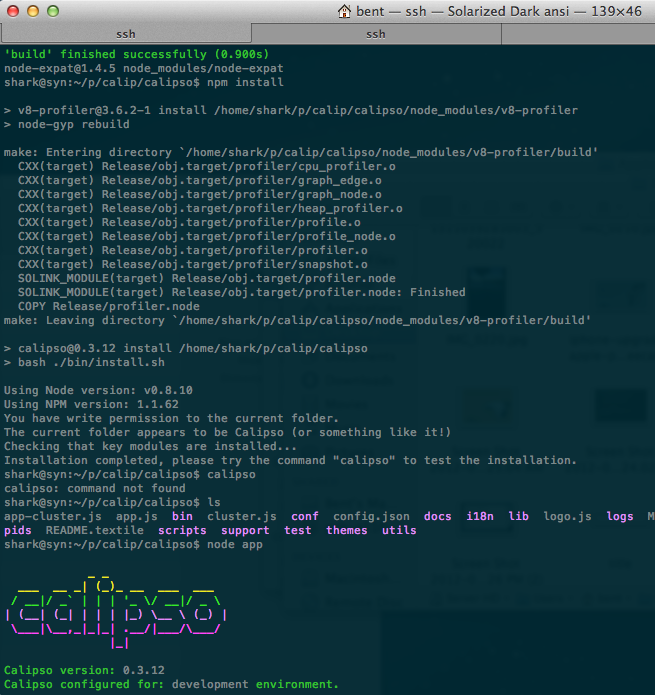 bent — ssh — Solarized Dark ansi — 139×46
ssh ssh
'build' finished successfully (0.900s)
node-expat@1.4.5 node_modules/node-expat
shark@syn:~/p/calip/calipso$ npm install
> v8-profiler@3.6.2-1 install /home/shark/p/calip/calipso/node_modules/v8-profiler
> node-gyp rebuild
make: Entering directory `/home/shark/p/calip/calipso/node_modules/v8-profiler/build'
  CXX(target) Release/obj.target/profiler/cpu_profiler.o
  CXX(target) Release/obj.target/profiler/graph_edge.o
  CXX(target) Release/obj.target/profiler/graph_node.o
  CXX(target) Release/obj.target/profiler/heap_profiler.o
  CXX(target) Release/obj.target/profiler/profile.o
  CXX(target) Release/obj.target/profiler/profile_node.o
  CXX(target) Release/obj.target/profiler/profiler.o
  CXX(target) Release/obj.target/profiler/snapshot.o
  SOLINK_MODULE(target) Release/obj.target/profiler.node
  SOLINK_MODULE(target) Release/obj.target/profiler.node: Finished
  COPY Release/profiler.node
make: Leaving directory `/home/shark/p/calip/calipso/node_modules/v8-profiler/build'
> calipso@0.3.12 install /home/shark/p/calip/calipso
> bash ./bin/install.sh
Using Node version: v0.8.10
Using NPM version: 1.1.62
You have write permission to the current folder.
The current folder appears to be Calipso (or something like it!)
Checking that key modules are installed...
Installation completed, please try the command "calipso" to test the installation.
shark@syn:~/p/calip/calipso$ calipso
calipso: command not found
shark@syn:~/p/calip/calipso$ ls
app-cluster.js  app.js  bin  cluster.js  conf  config.json  docs  i18n  lib  logo.js  logs  M
pids  README.textile  scripts  support  test  themes  utils
shark@syn:~/p/calip/calipso$ node app
calipso
Calipso version: 0.3.12
Calipso configured for: development environment.